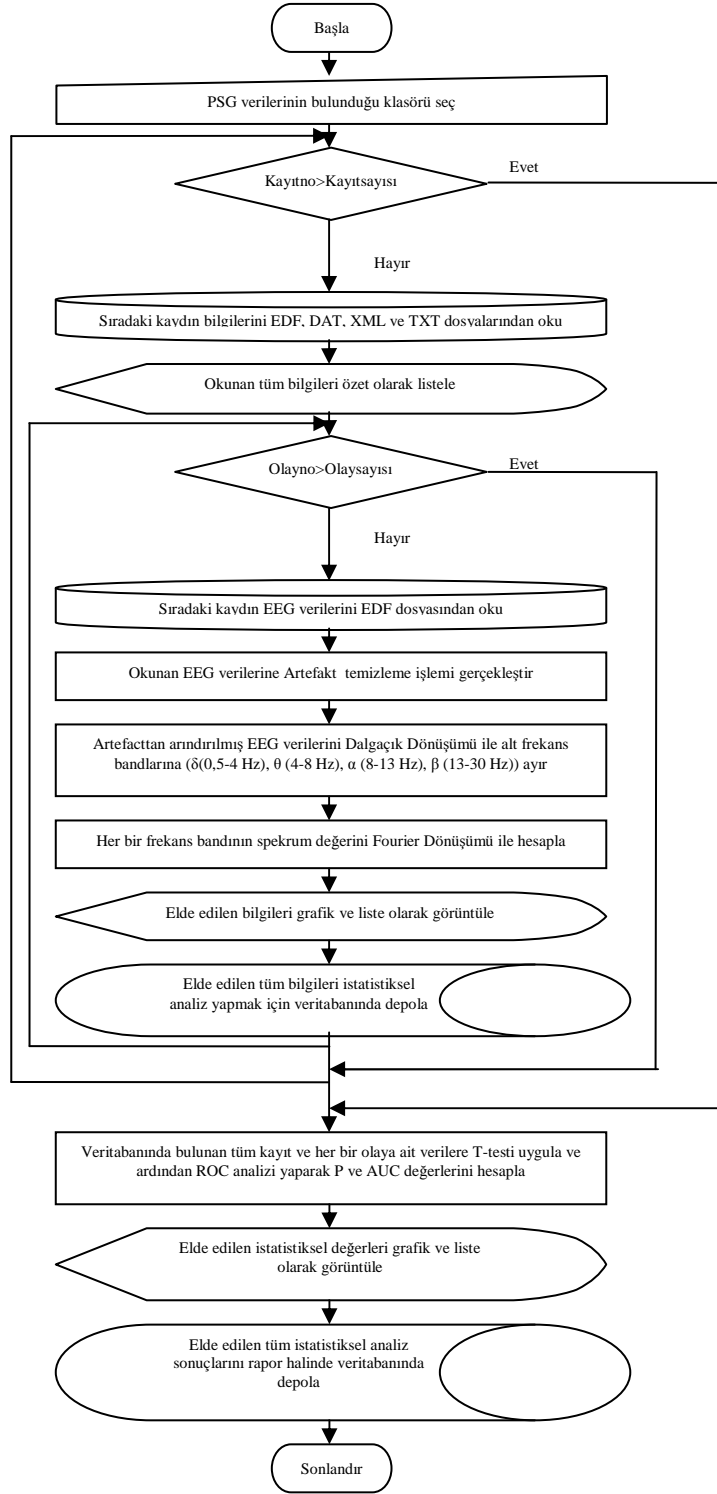 Başla
PSG verilerinin bulunduğu klasörü seç
Kayıtno>Kayıtsayısı
Evet
Hayır
Sıradaki kaydın bilgilerini EDF, DAT, XML ve TXT dosyalarından oku
Okunan tüm bilgileri özet olarak listele
Olayno>Olaysayısı
Evet
Hayır
Sıradaki kaydın EEG verilerini EDF dosyasından oku
Okunan EEG verilerine Artefakt temizleme işlemi gerçekleştir
Artefacttan arındırılmış EEG verilerini Dalgaçık Dönüşümü ile alt frekans
bandlarına (δ(0,5-4 Hz), θ (4-8 Hz), α (8-13 Hz), β (13-30 Hz)) ayır
Her bir frekans bandının spekrum değerini Fourier Dönüşümü ile hesapla
Elde edilen bilgileri grafik ve liste olarak görüntüle
Elde edilen tüm bilgileri istatistiksel
analiz yapmak için veritabanında depola
Veritabanında bulunan tüm kayıt ve her bir olaya ait verilere T-testi uygula ve
ardından ROC analizi yaparak P ve AUC değerlerini hesapla
Elde edilen istatistiksel değerleri grafik ve liste
olarak görüntüle
Elde edilen tüm istatistiksel analiz
sonuçlarını rapor halinde veritabanında
depola
Sonlandır